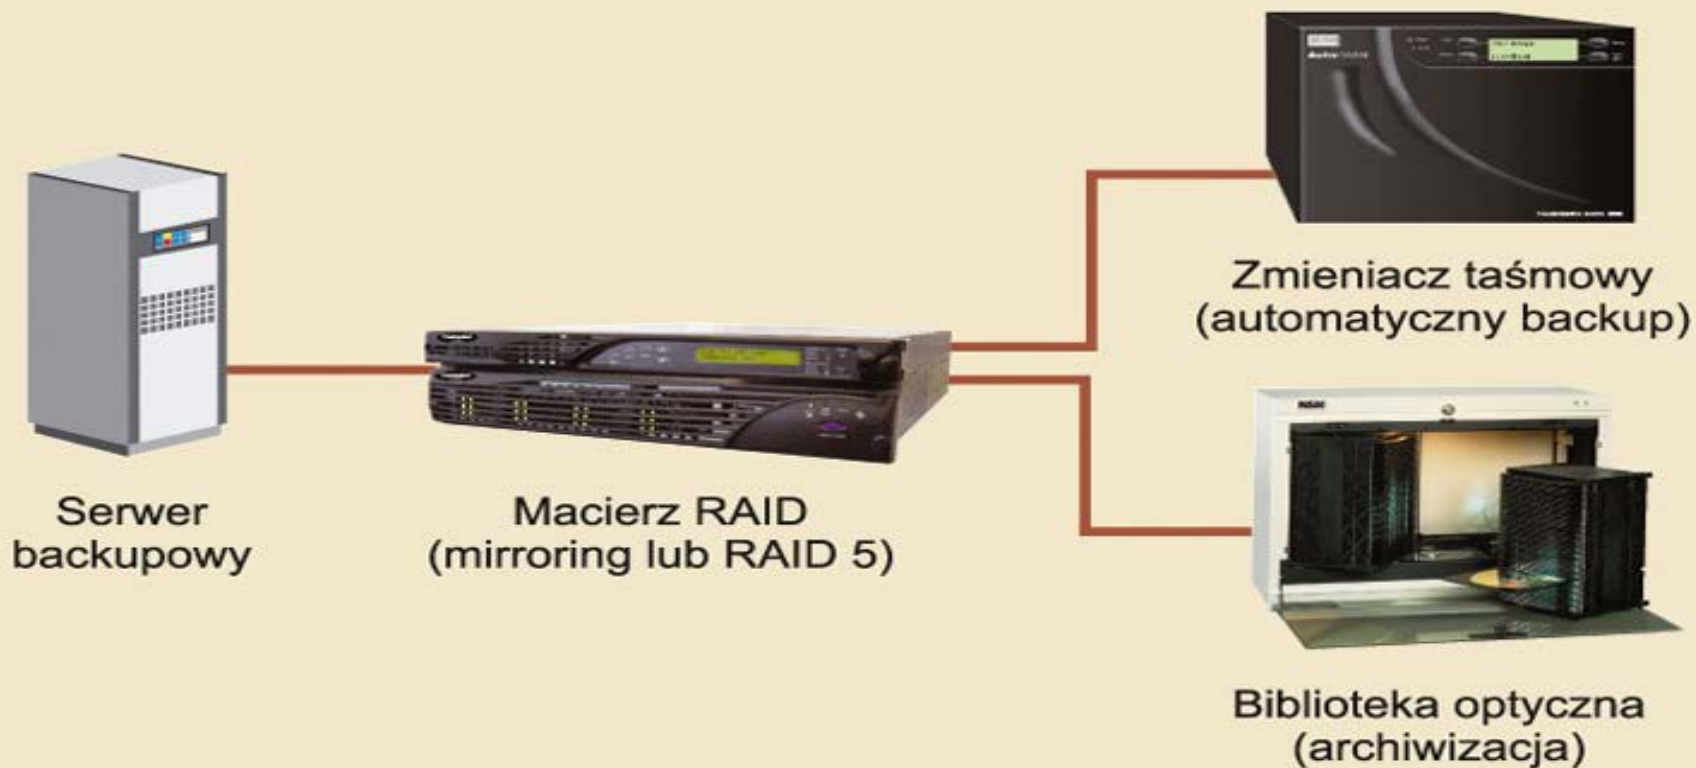 Zmieniacz taśmowy
(automatyczny backup)
Serwer
backupowy
Macierz RAID
(mirroring lub RAID 5)
Biblioteka optyczna
(archiwizacja)